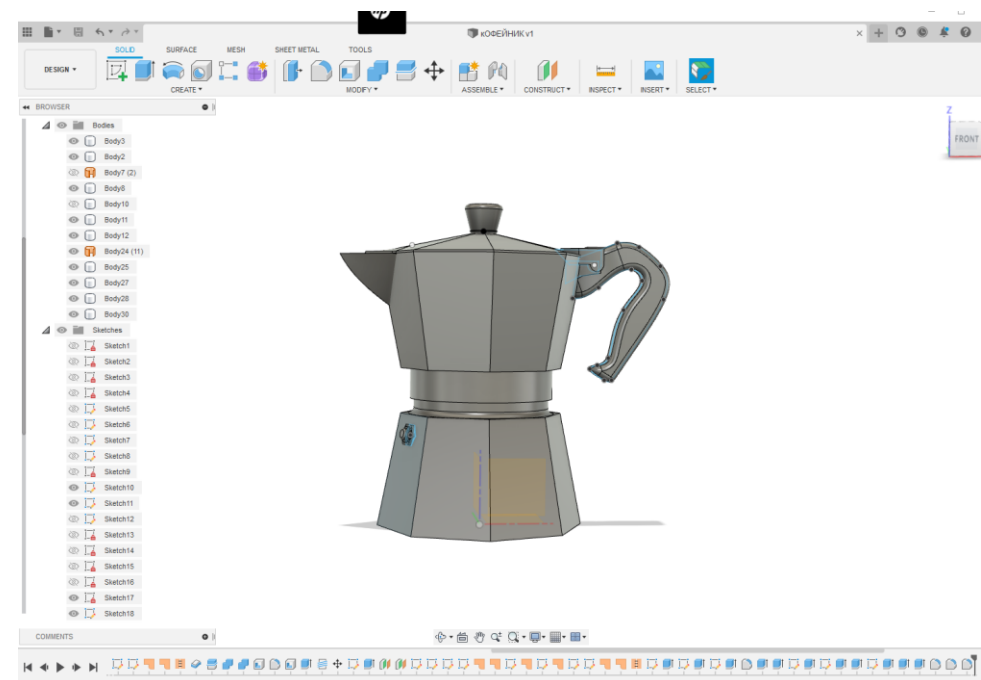 hp
кОФЕЙНИК v1
SOLID SURFACE MESH SHEET METAL TOOLS
DESIGN
CREATE MODIFY ASSEMBLE CONSTRUCT INSPECT INSERT SELECT
BROWSER
Bodies
Body3
Body2
Body7 (2)
Body8
Body10
Body11
Body12
Body24 (11)
Body25
Body27
Body28
Body30
Sketches
Sketch1
Sketch2
Sketch3
Sketch4
Sketch5
Sketch6
Sketch7
Sketch8
Sketch9
Sketch10
Sketch11
Sketch12
Sketch13
Sketch14
Sketch15
Sketch16
Sketch17
Sketch18
Z
FRONT
COMMENTS